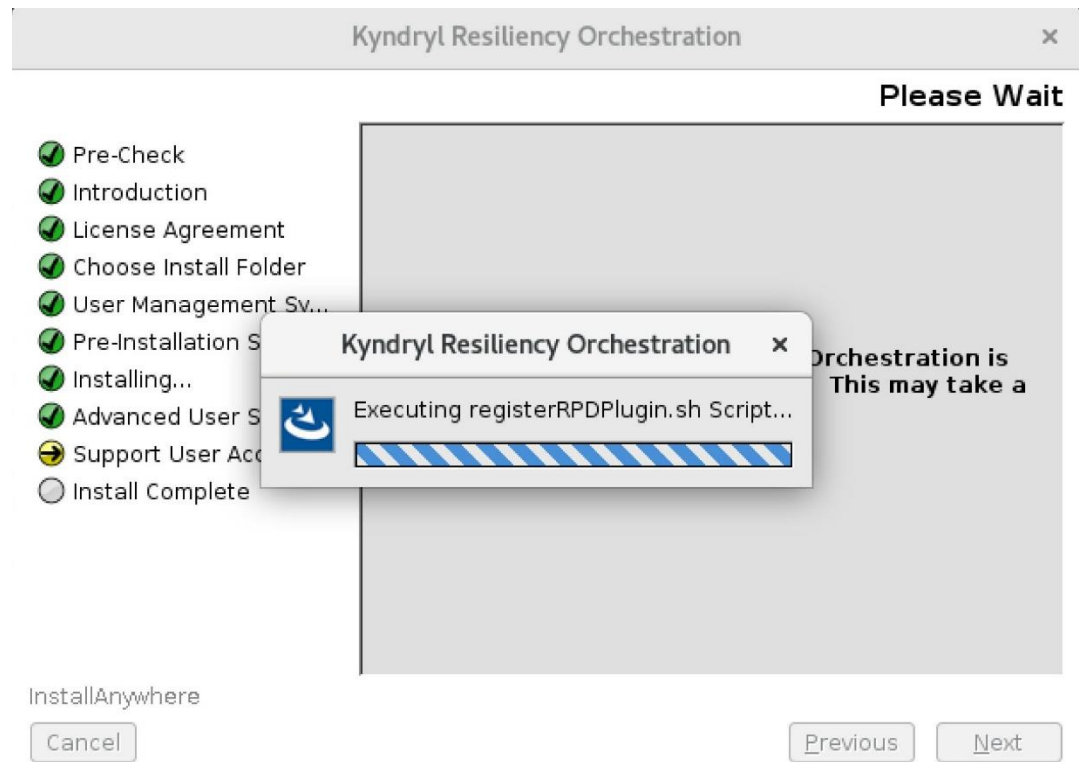 Kyndryl Resiliency Orchestration ×
Please Wait
Pre-Check
Introduction
License Agreement
Choose Install Folder
User Management Sy...
Pre-Installation S
Installing...
Advanced User S
Support User Acc
Install Complete
Orchestration is
This may take a
Kyndryl Resiliency Orchestration ×
Executing registerRPDPlugin.sh Script...
InstallAnywhere
Cancel
Previous
Next